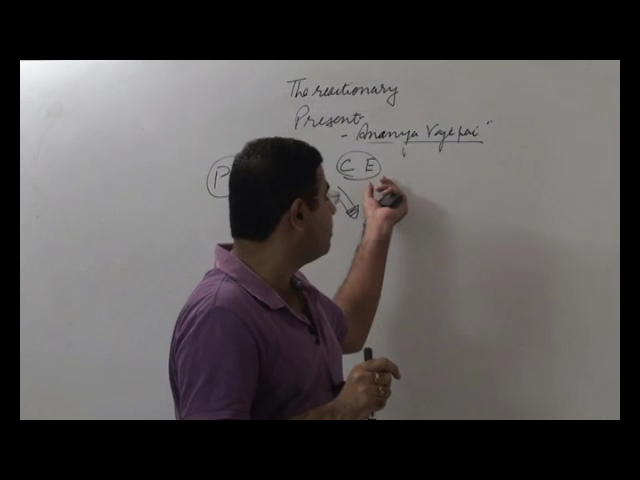 The reactionary
Present
- Ananya Vajpai"
P
C E